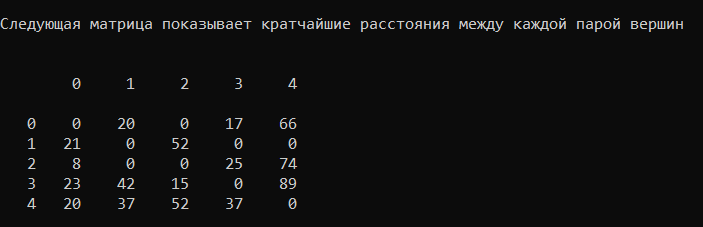 Следующая матрица показывает кратчайшие расстояния между каждой парой вершин
0 1 2 3 4
0 0 20 0 17 66
1 21 0 52 0 0
2 8 0 0 25 74
3 23 42 15 0 89
4 20 37 52 37 0